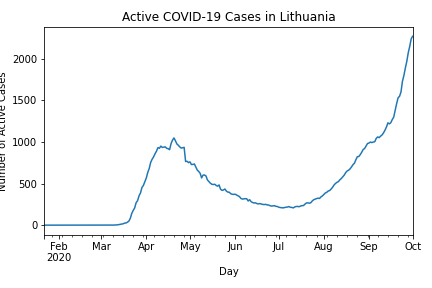 Active COVID-19 Cases in Lithuania
Number of Active Cases
2000
1500
1000
500
0
Feb Mar Apr May Jun Jul Aug Sep Oct
2020
Day